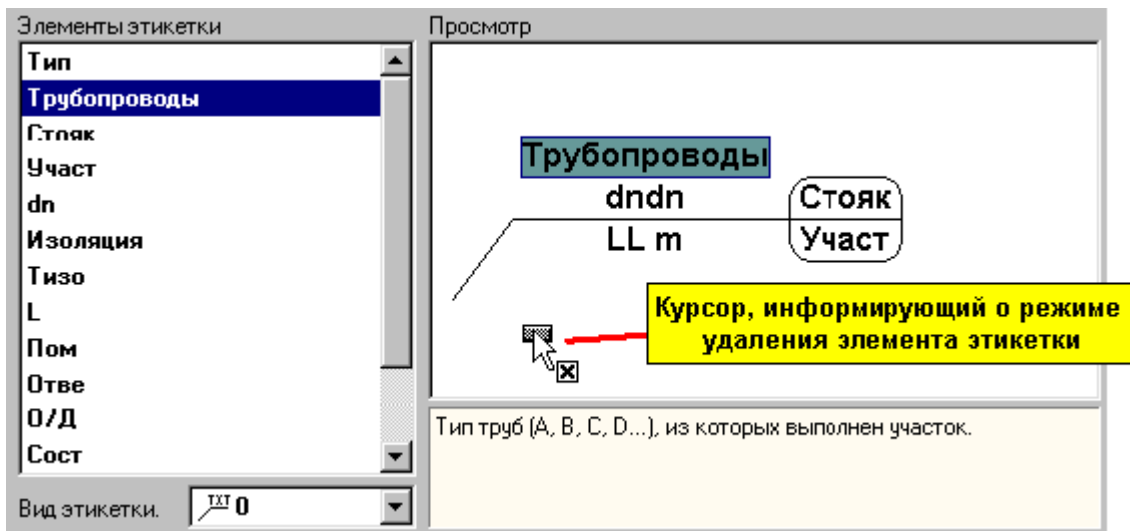 Элементы этикетки
Тип
Трубопроводы
Стояк
Участ
dn
Изоляция
Тизо
L
Пом
Отве
О/Д
Сост
Вид этикетки.
TXT 0
Просмотр
Трубопроводы
dndn
Стояк
LL m
Участ
Курсор, информирующий о режиме
удаления элемента этикетки
Тип труб (A, B, C, D...), из которых выполнен участок.